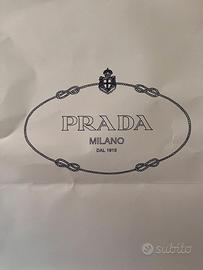 PRADA
MILANO
DAL 1913
subito